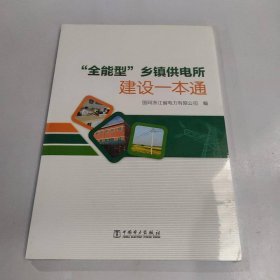 “全能型”乡镇供电所
建设一本通
国网浙江省电力有限公司 编
中国电力出版社